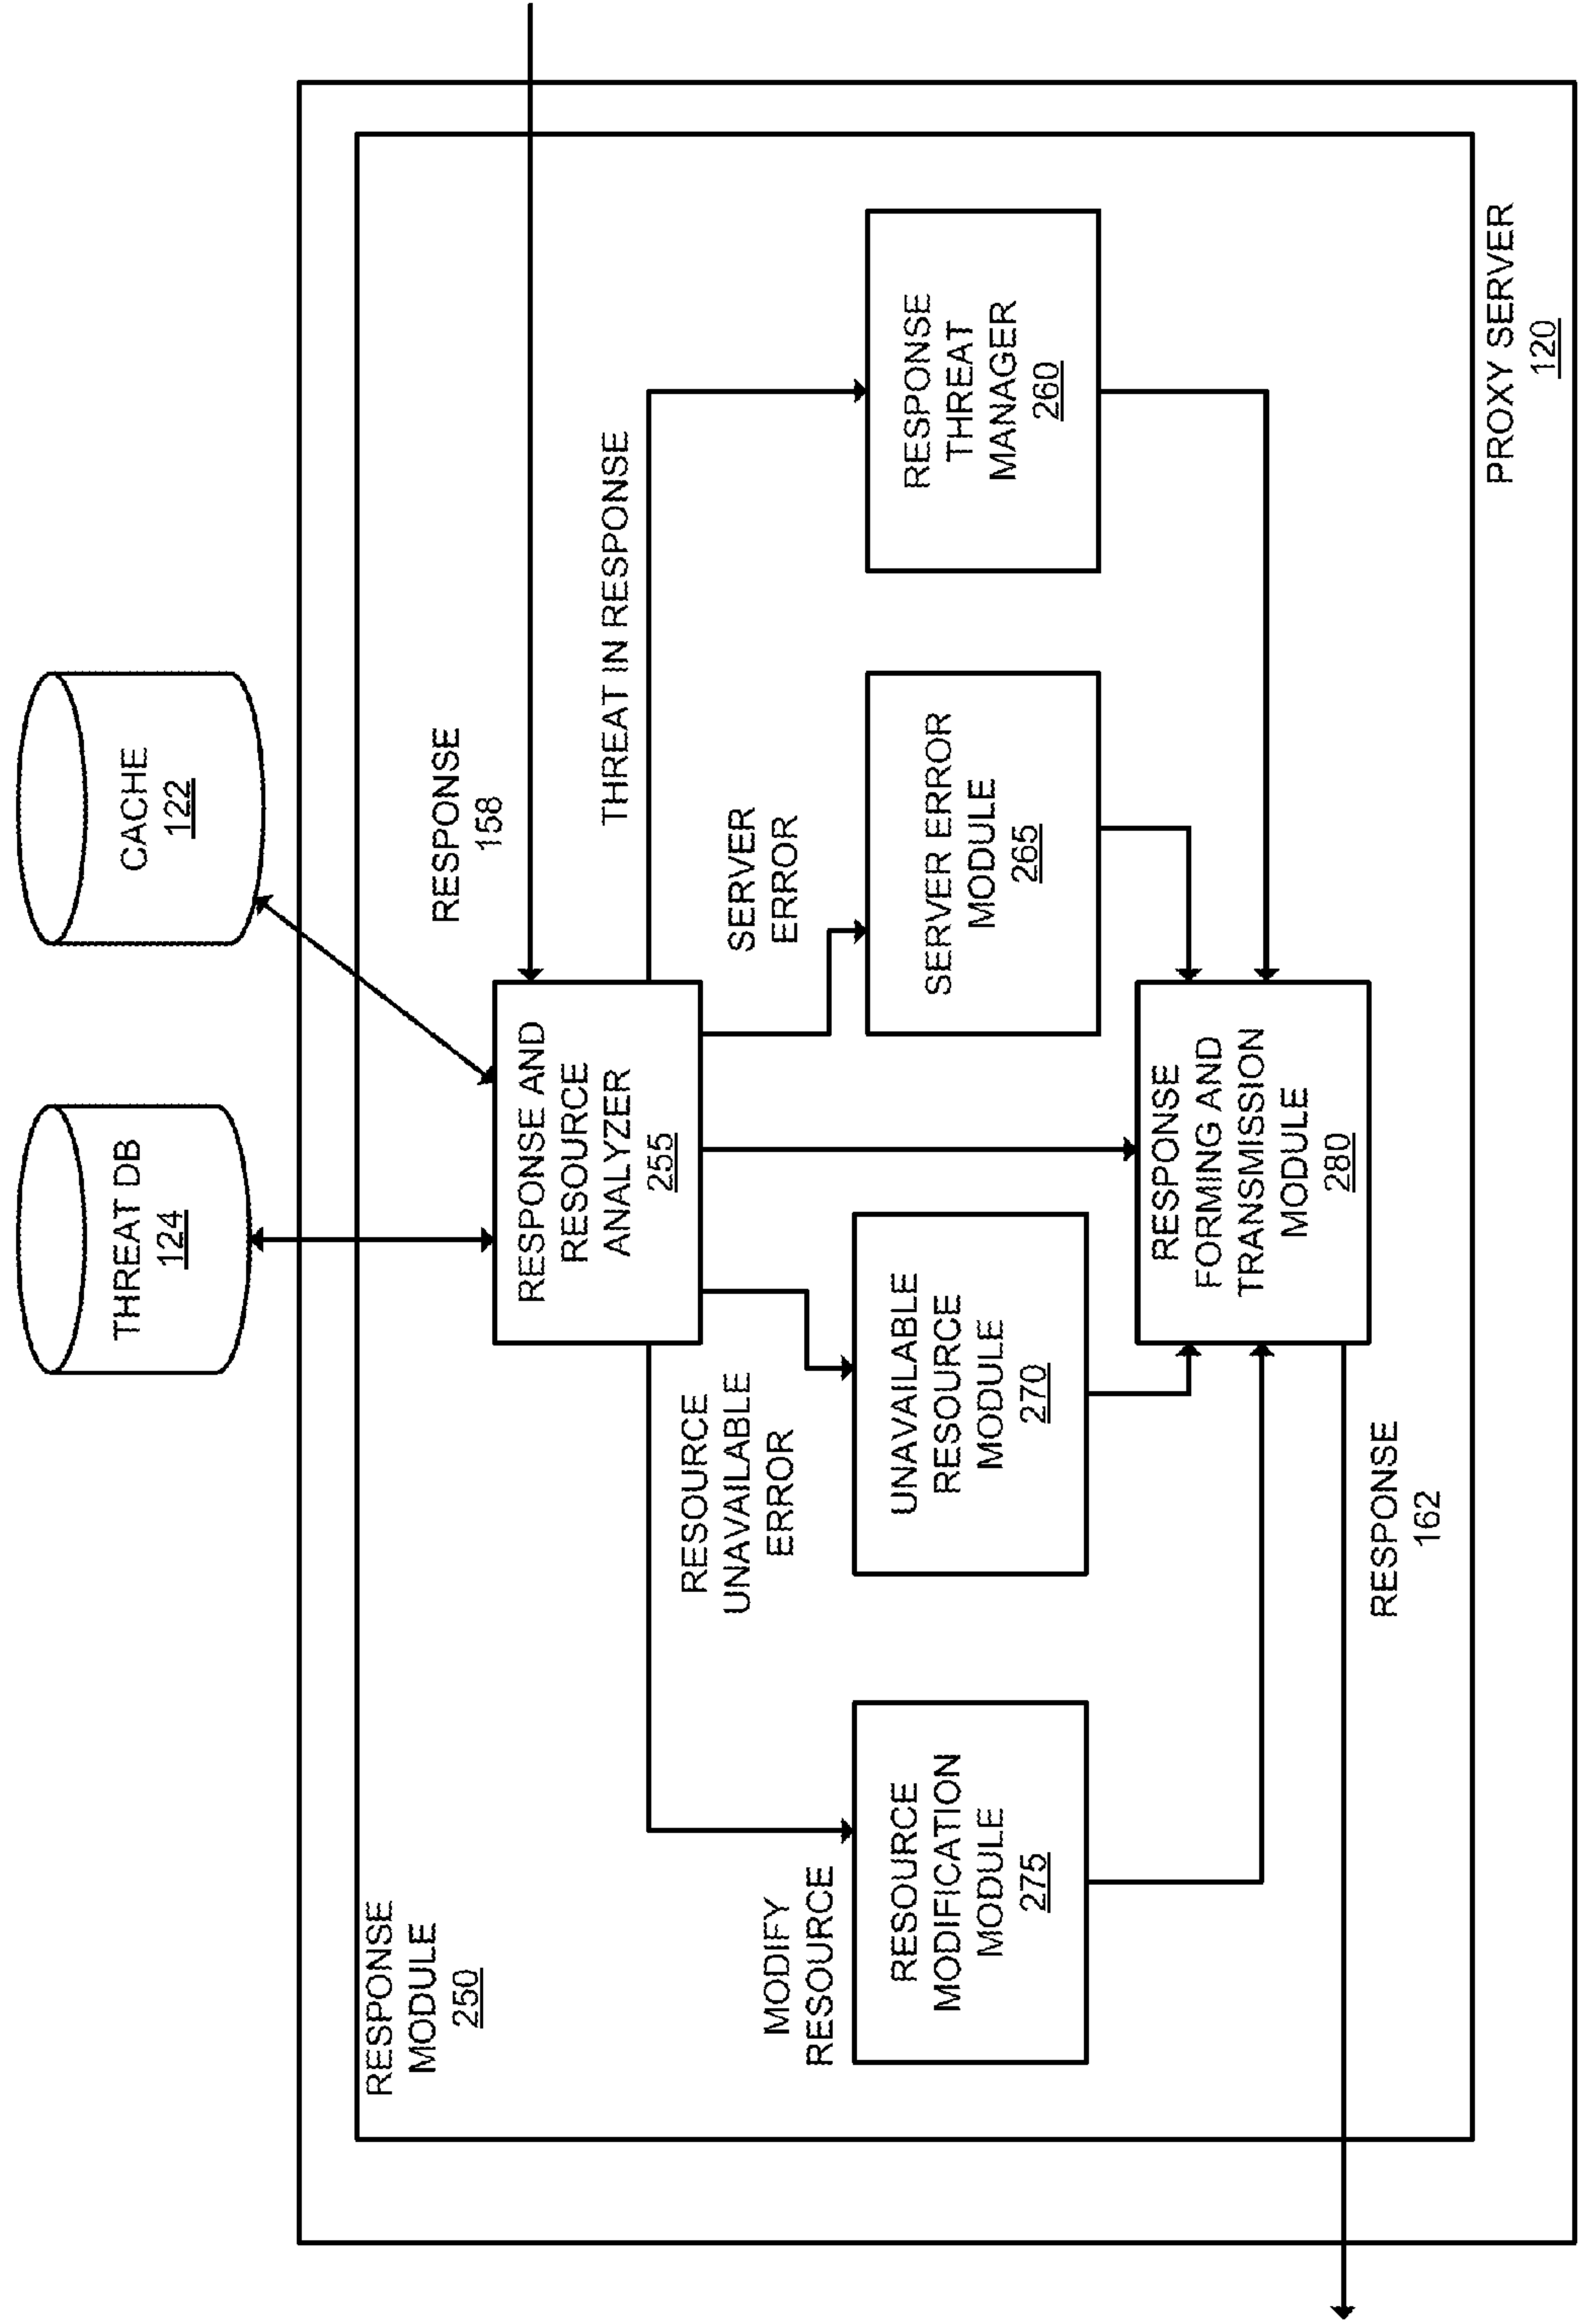 THREAT DB
124
CACHE
122
RESPONSE
MODULE
250
RESPONSE
158
RESPONSE AND
RESOURCE
ANALYZER
255
THREAT IN RESPONSE
MODIFY
RESOURCE
RESOURCE
UNAVAILABLE
ERROR
SERVER
ERROR
RESOURCE
MODIFICATION
MODULE
275
UNAVAILABLE
RESOURCE
MODULE
270
SERVER ERROR
MODULE
265
RESPONSE
THREAT
MANAGER
260
RESPONSE
FORMING AND
TRANSMISSION
MODULE
280
RESPONSE
162
PROXY SERVER
120